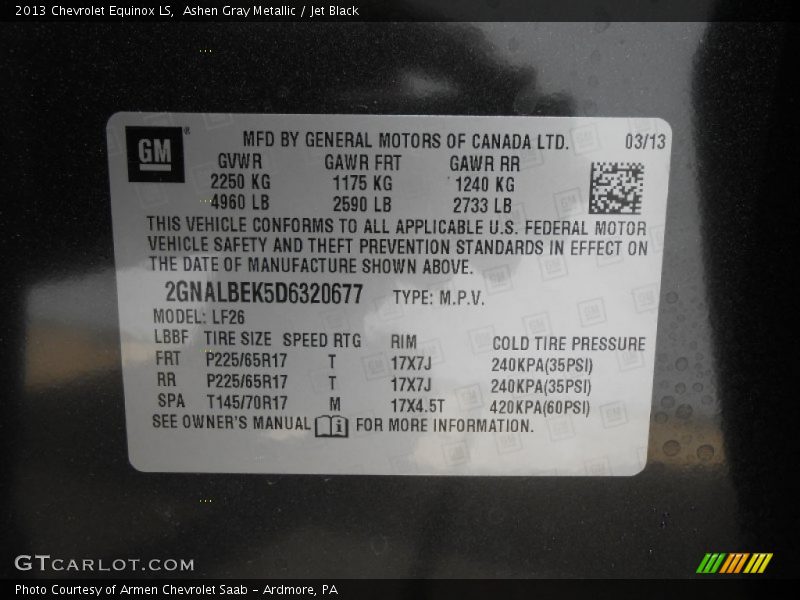 2013 Chevrolet Equinox LS,  Ashen Gray Metallic / Jet Black
GM®
MFD BY GENERAL MOTORS OF CANADA LTD. 03/13
GVWR GAWR FRT GAWR RR
2250 KG 1175 KG 1240 KG
4960 LB 2590 LB 2733 LB
THIS VEHICLE CONFORMS TO ALL APPLICABLE U.S. FEDERAL MOTOR
VEHICLE SAFETY AND THEFT PREVENTION STANDARDS IN EFFECT ON
THE DATE OF MANUFACTURE SHOWN ABOVE.
2GNALBEK5D6320677 TYPE: M.P.V.
MODEL: LF26
LBBF TIRE SIZE SPEED RTG RIM COLD TIRE PRESSURE
FRT P225/65R17 T 17X7J 240KPA(35PSI)
RR P225/65R17 T 17X7J 240KPA(35PSI)
SPA T145/70R17 M 17X4.5T 420KPA(60PSI)
SEE OWNER'S MANUAL i FOR MORE INFORMATION.
GTCARLOT.COM
Photo Courtesy of Armen Chevrolet Saab - Ardmore, PA